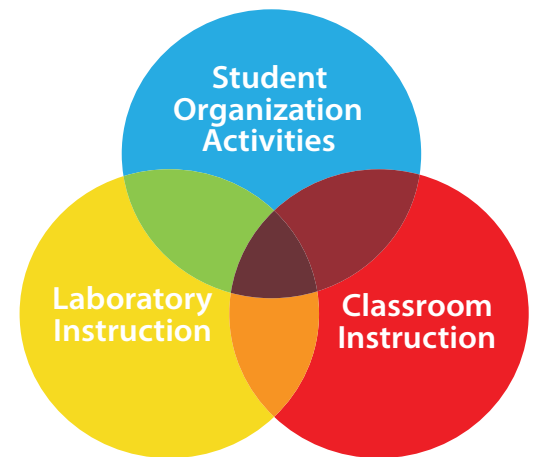 Student
Organization
Activities
Laboratory
Instruction
Classroom
Instruction